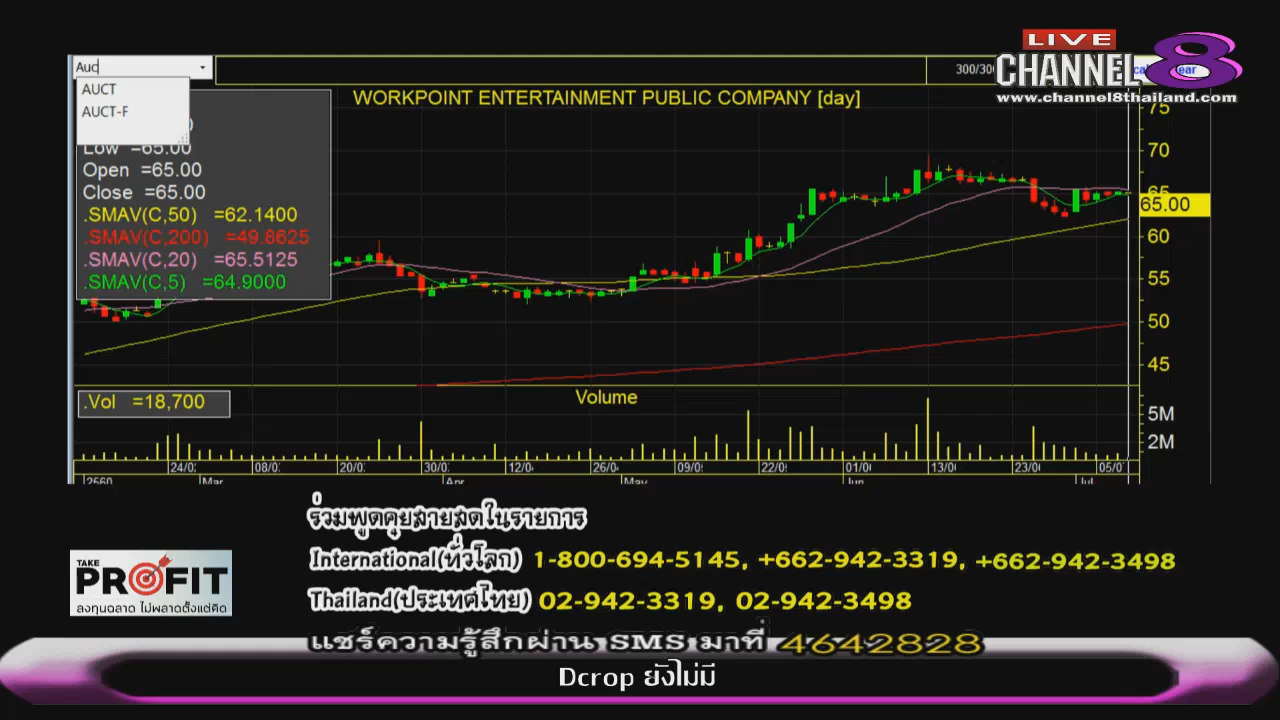 LIVE
CHANNEL 8
www.channel8thailand.com
Auc
300/300
AUCT
AUCT-F
WORKPOINT ENTERTAINMENT PUBLIC COMPANY [day]
Low =65.00
Open =65.00
Close =65.00
.SMAV(C,50) =62.1400
.SMAV(C,200) =49.8625
.SMAV(C,20) =65.5125
.SMAV(C,5) =64.9000
75
70
65
65.00
60
55
50
45
.Vol =18,700
Volume
5M
2M
24/02 08/0 20/0 30/0 12/0 26/0 09/0 22/0 01/0 13/0 23/0 05/0
2560 Mar Apr May Jun Jul
ร่วมพูดคุยสายสดในรายการ
International(ทั่วโลก) 1-800-694-5145, +662-942-3319, +662-942-3498
Thailand(ประเทศไทย) 02-942-3319, 02-942-3498
แชร์ความรู้สึกผ่าน SMS มาที่ 4642828
TAKE
PROFIT
ลงทุนฉลาด ไม่พลาดตั้งแต่คิด
Dcrop ยังไม่มี